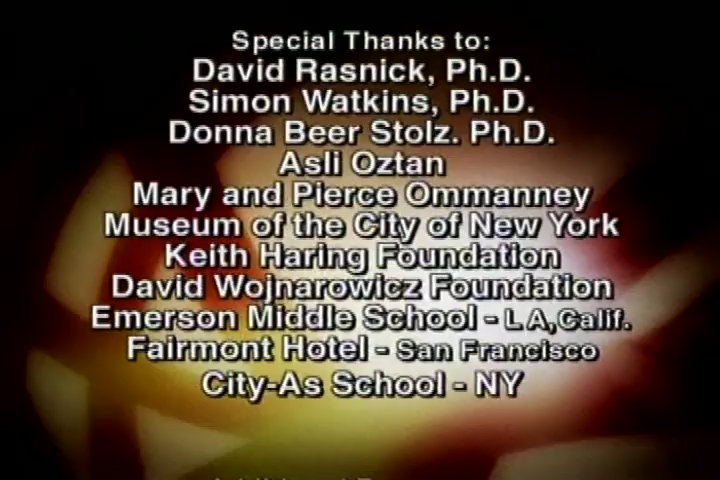 Special Thanks to:
David Rasnick, Ph.D.
Simon Watkins, Ph.D.
Donna Beer Stolz. Ph.D.
Asli Oztan
Mary and Pierce Ommanney
Museum of the City of New York
Keith Haring Foundation
David Wojnarowicz Foundation
Emerson Middle School - L A,Calif.
Fairmont Hotel - San Francisco
City-As School - NY